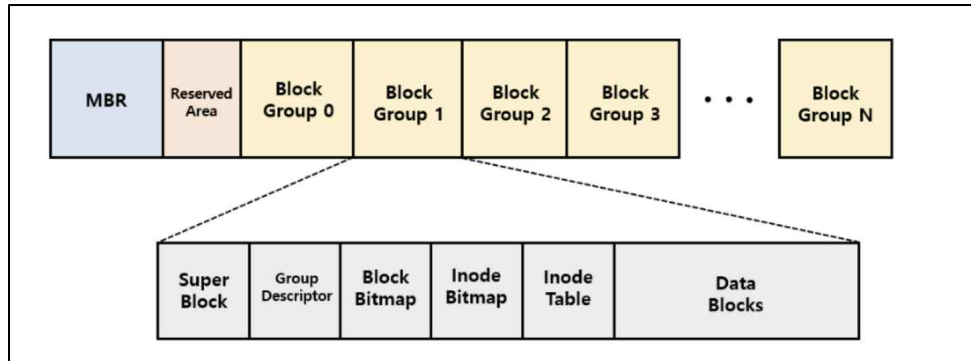 MBR
Reserved
Area
Block
Group 0
Block
Group 1
Block
Group 2
Block
Group 3
• • •
Block
Group N
Super
Block
Group
Descriptor
Block
Bitmap
Inode
Bitmap
Inode
Table
Data
Blocks